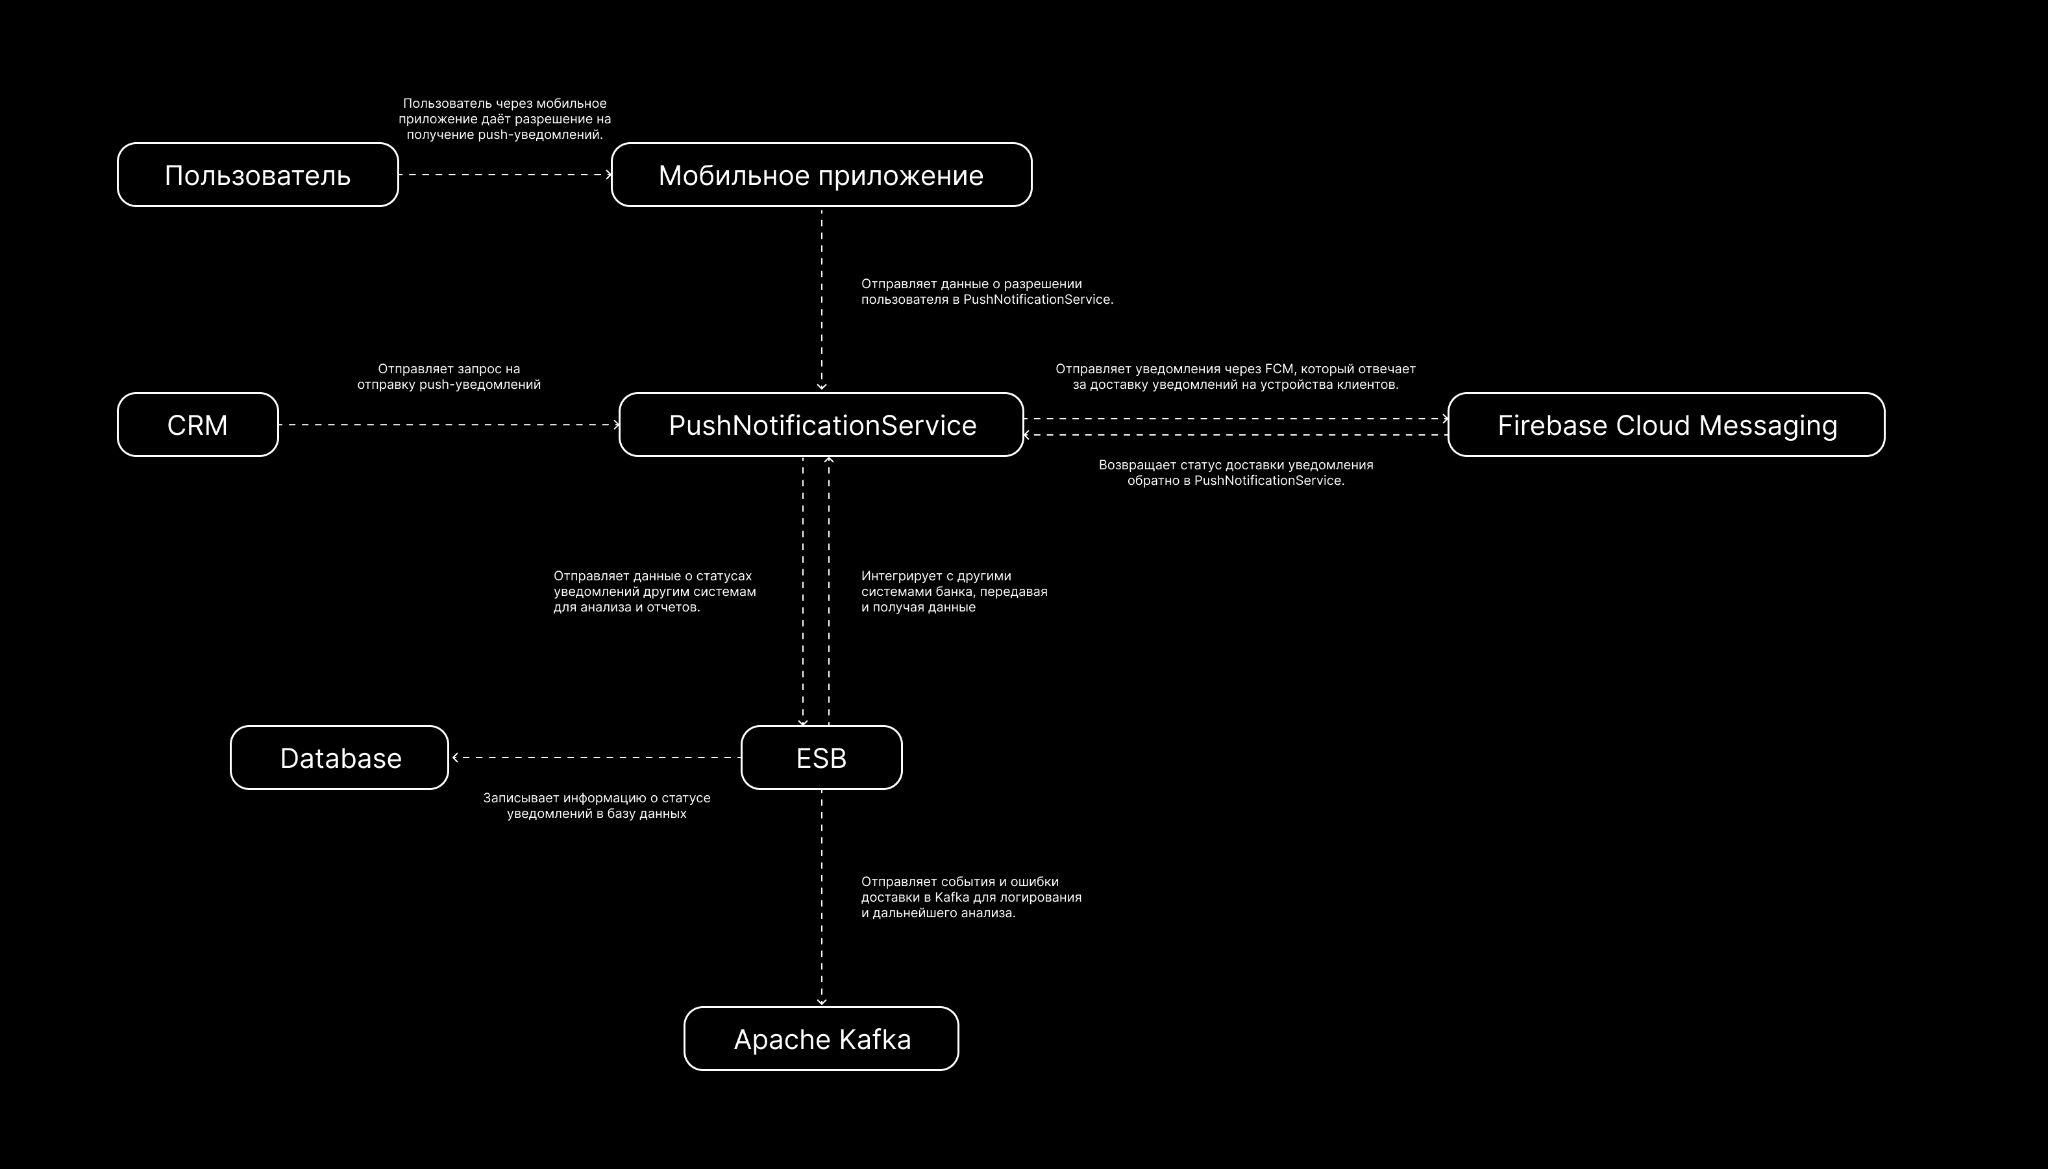 Пользователь через мобильное
приложение даёт разрешение на
получение push-уведомлений.
Пользователь
Мобильное приложение
Отправляет данные о разрешении
пользователя в PushNotificationService.
Отправляет запрос на
отправку push-уведомлений
Отправляет уведомления через FCM, который отвечает
за доставку уведомлений на устройства клиентов.
CRM
PushNotificationService
Firebase Cloud Messaging
Возвращает статус доставки уведомления
обратно в PushNotificationService.
Отправляет данные о статусах
уведомлений другим системам
для анализа и отчетов.
Интегрирует с другими
системами банка, передавая
и получая данные
Database
ESB
Записывает информацию о статусе
уведомлений в базу данных
Отправляет события и ошибки
доставки в Kafka для логирования
и дальнейшего анализа.
Apache Kafka